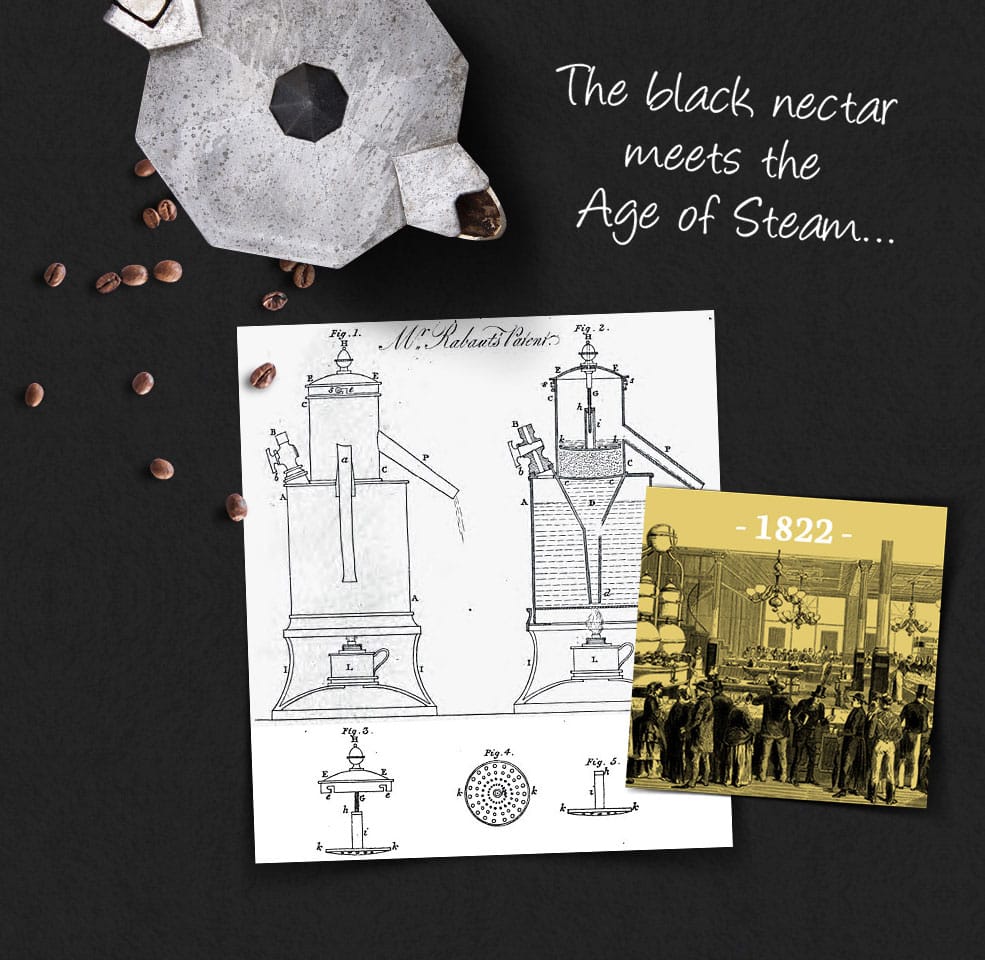 The black nectar
meets the
Age of Steam...
Fig. 1.
Mr. Rabaut's Patent.
Fig. 2.
H
H
E
E
E
E
s
t
s
s
C
C
G
h
i
B
B
k
k
a
P
P
b
C
b
C
C
C
A
A
D
- 1822 -
A
d
L
L
I
I
I
Fig. 3.
H
Fig. 4.
Fig. 5.
E
E
h
e
G
e
k
k
k
i
h
i
k
k
k
k